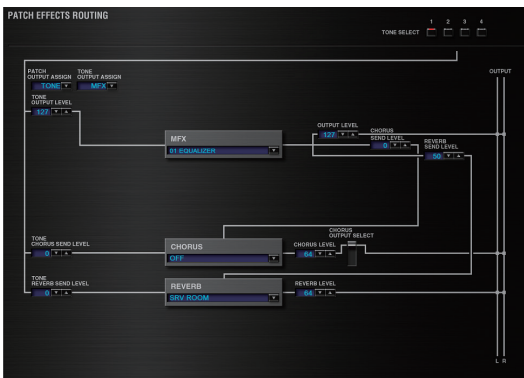 PATCH EFFECTS ROUTING
1 2 3 4
TONE SELECT
PATCH OUTPUT ASSIGN
TONE OUTPUT ASSIGN
OUTPUT
TONE
MFX
TONE OUTPUT LEVEL
127
OUTPUT LEVEL
127
CHORUS SEND LEVEL
0
REVERB SEND LEVEL
50
MFX
01 EQUALIZER
CHORUS OUTPUT SELECT
TONE CHORUS SEND LEVEL
0
CHORUS
OFF
CHORUS LEVEL
64
TONE REVERB SEND LEVEL
0
REVERB
SRV ROOM
REVERB LEVEL
64
L R